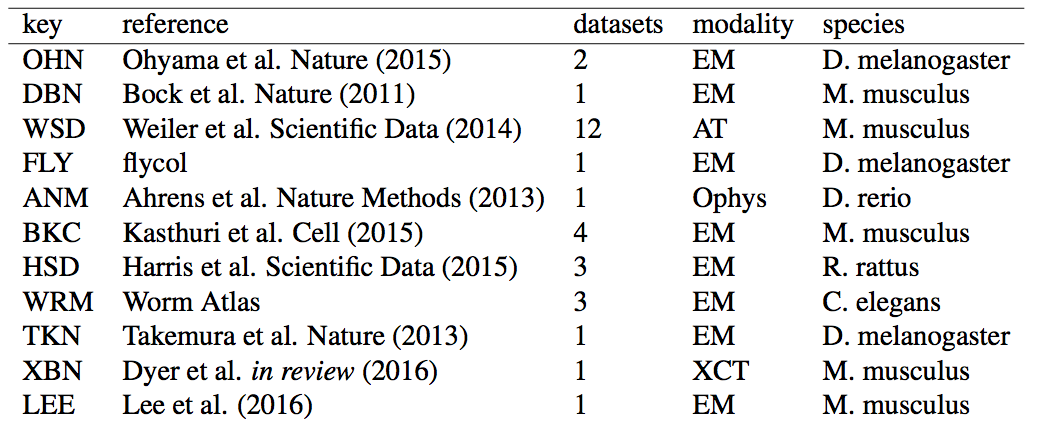 key reference datasets modality species
OHN Ohyama et al. Nature (2015) 2 EM D. melanogaster
DBN Bock et al. Nature (2011) 1 EM M. musculus
WSD Weiler et al. Scientific Data (2014) 12 AT M. musculus
FLY flycol 1 EM D. melanogaster
ANM Ahrens et al. Nature Methods (2013) 1 Ophys D. rerio
BKC Kasthuri et al. Cell (2015) 4 EM M. musculus
HSD Harris et al. Scientific Data (2015) 3 EM R. rattus
WRM Worm Atlas 3 EM C. elegans
TKN Takemura et al. Nature (2013) 1 EM D. melanogaster
XBN Dyer et al. in review (2016) 1 XCT M. musculus
LEE Lee et al. (2016) 1 EM M. musculus